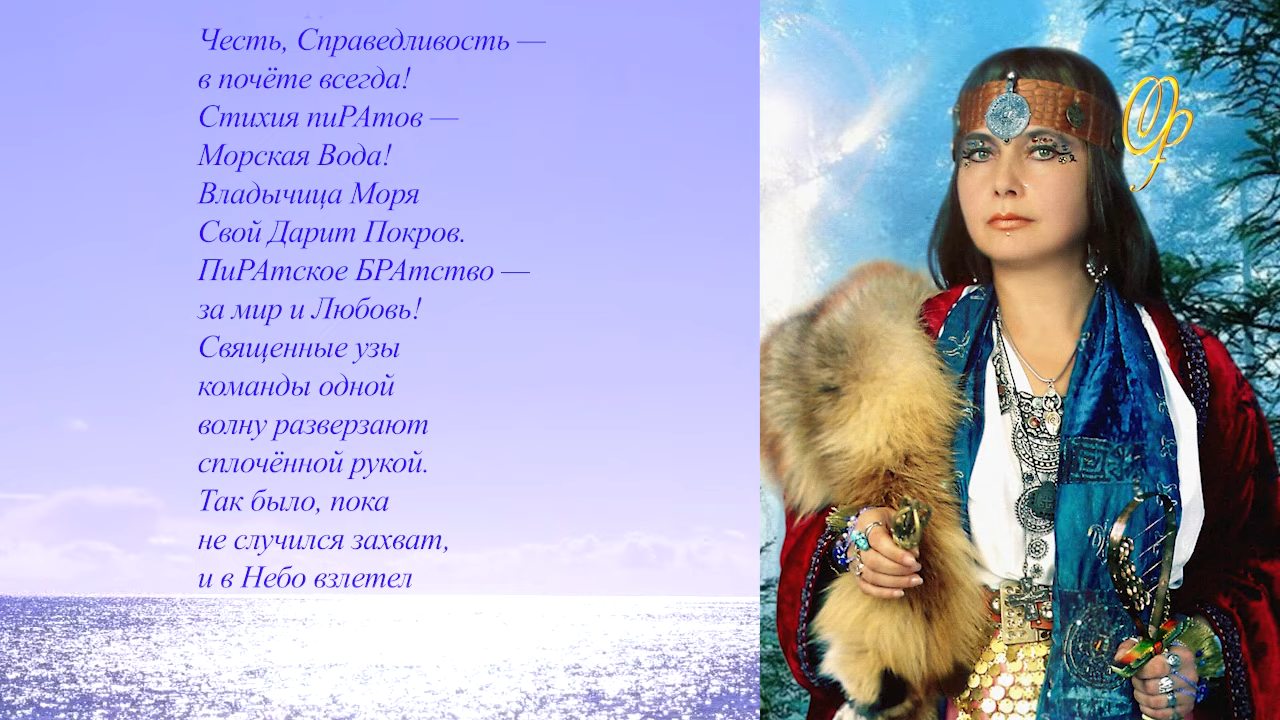 Честь, Справедливость —
в почёте всегда!
Стихия пиРАтов —
Морская Вода!
Владычица Моря
Свой Дарит Покров.
ПиРАтское БРАтство —
за мир и Любовь!
Священные узы
команды одной
волну разверзают
сплочённой рукой.
Так было, пока
не случился захват,
и в Небо взлетел